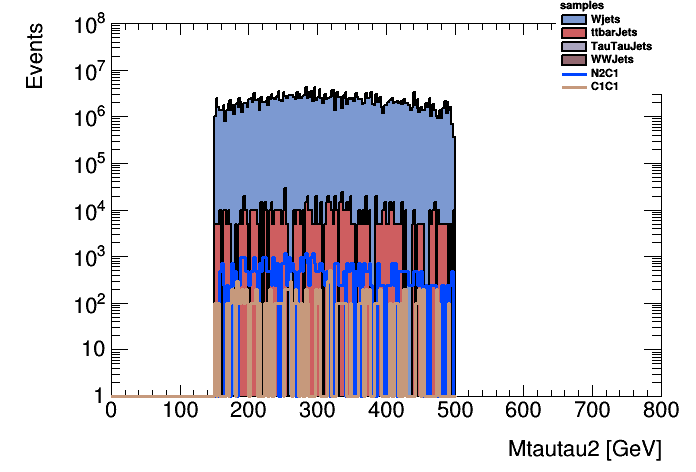 samples
Wjets
ttbarJets
TauTauJets
WWJets
N2C1
C1C1
Events
10^8
10^7
10^6
10^5
10^4
10^3
10^2
10
1
0 100 200 300 400 500 600 700 800
Mtautau2 [GeV]